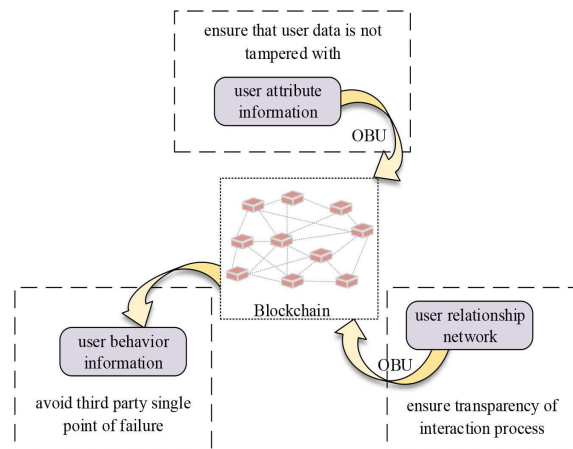 ensure that user data is not
tampered with
user attribute
information
OBU
Blockchain
user behavior
information
avoid third party single
point of failure
user relationship
network
OBU
ensure transparency of
interaction process